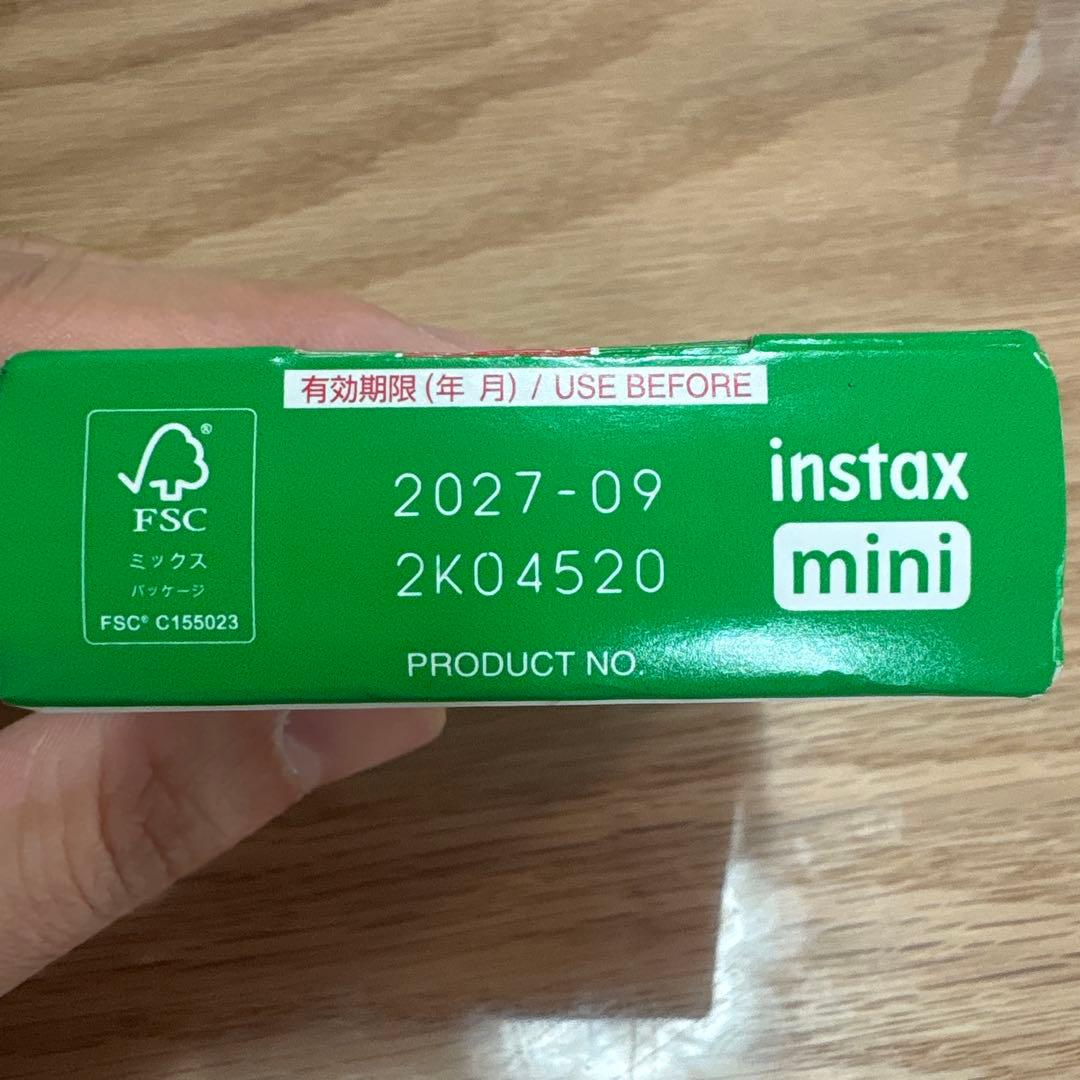 有効期限 (年 月) / USE BEFORE
FSC
ミックス
パッケージ
FSC® C155023
2027-09
2K04520
PRODUCT NO.
instax
mini